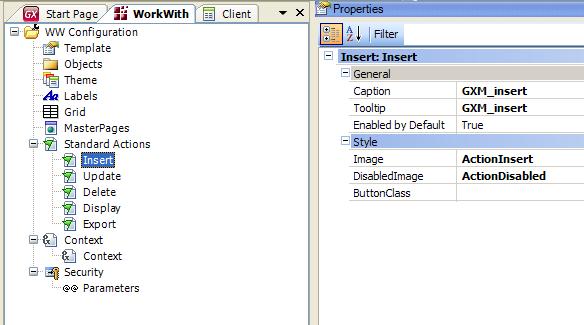 GX Start Page WorkWith Client
WW Configuration
Template
Objects
Theme
Labels
Grid
MasterPages
Standard Actions
Insert
Update
Delete
Display
Export
Context
Context
Security
Parameters
Properties
Filter
Insert: Insert
General
Caption GXM_insert
Tooltip GXM_insert
Enabled by Default True
Style
Image ActionInsert
DisabledImage ActionDisabled
ButtonClass